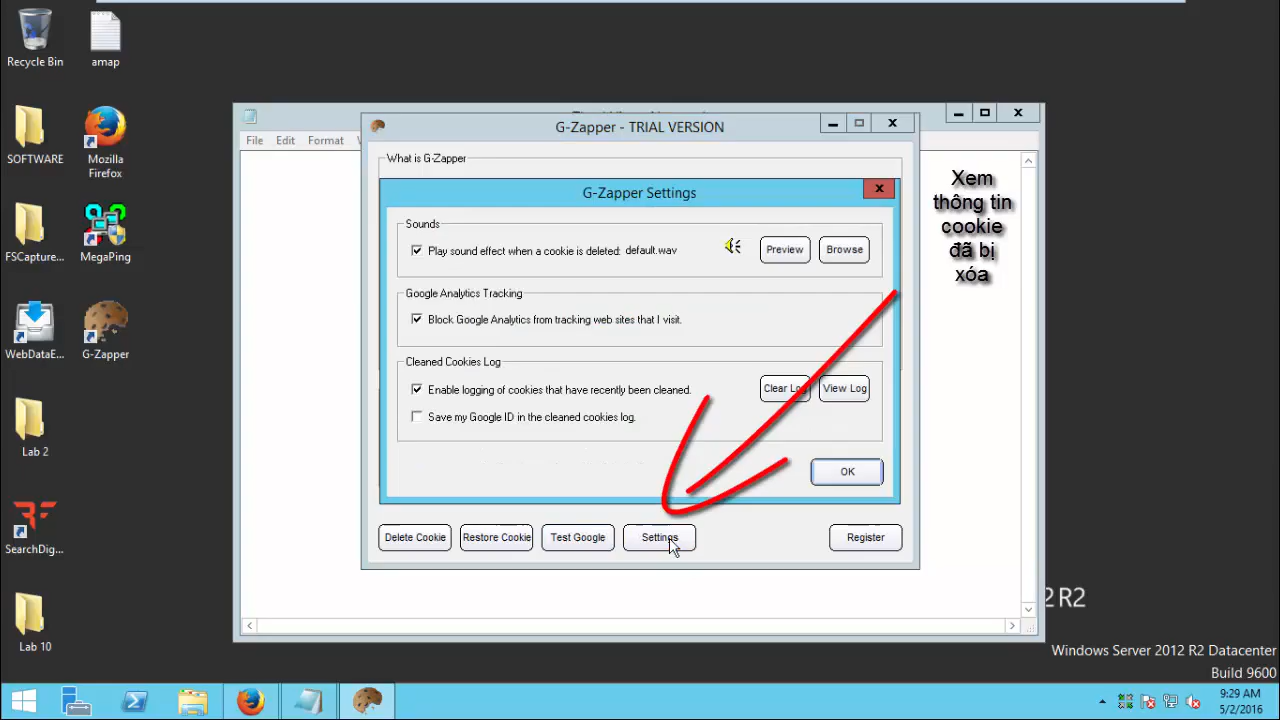 Recycle Bin
amap
SOFTWARE
Mozilla
Firefox
FSCapture...
MegaPing
WebDataE...
G-Zapper
Lab 2
SearchDig...
Lab 10
File Edit Format
G-Zapper - TRIAL VERSION
What is G-Zapper
G-Zapper Settings
Sounds
Play sound effect when a cookie is deleted: default.wav
Preview
Browse
Google Analytics Tracking
Block Google Analytics from tracking web sites that I visit.
Cleaned Cookies Log
Enable logging of cookies that have recently been cleaned.
Clear Log
View Log
Save my Google ID in the cleaned cookies log.
OK
Delete Cookie
Restore Cookie
Test Google
Settings
Register
Xem
thông tin
cookie
đã bị
xóa
2 R2
Windows Server 2012 R2 Datacenter
Build 9600
9:29 AM
5/2/2016